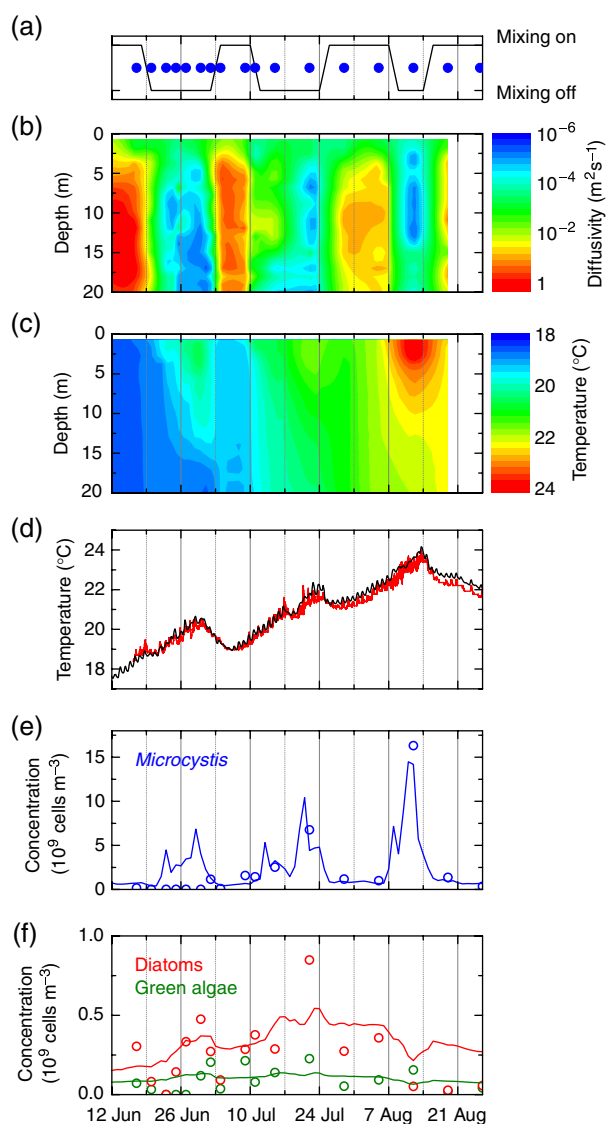 (a)
Mixing on
Mixing off
(b)
0
5
10
15
20
Depth (m)
10⁻⁶
10⁻⁴
10⁻²
1
Diffusivity (m²s⁻¹)
(c)
0
5
10
15
20
Depth (m)
18
20
22
24
Temperature (°C)
(d)
24
22
20
18
Temperature (°C)
(e)
15
10
5
0
Concentration
(10⁹ cells m⁻³)
Microcystis
(f)
1.0
0.5
0.0
Concentration
(10⁹ cells m⁻³)
Diatoms
Green algae
12 Jun 26 Jun 10 Jul 24 Jul 7 Aug 21 Aug